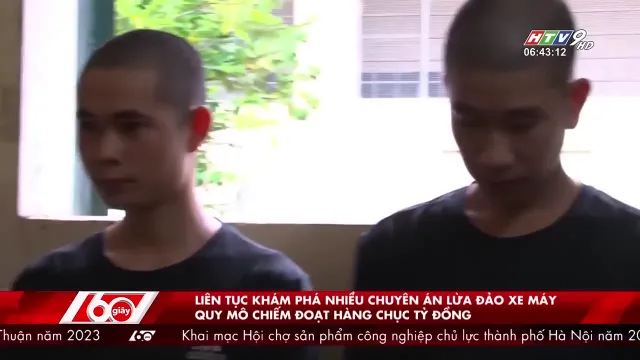 HTV9 HD
06:43:12
60 giây
LIÊN TỤC KHÁM PHÁ NHIỀU CHUYÊN ÁN LỪA ĐẢO XE MÁY
QUY MÔ CHIẾM ĐOẠT HÀNG CHỤC TỶ ĐỒNG
Thuận năm 2023 Khai mạc Hội chợ sản phẩm công nghiệp chủ lực thành phố Hà Nội năm 20